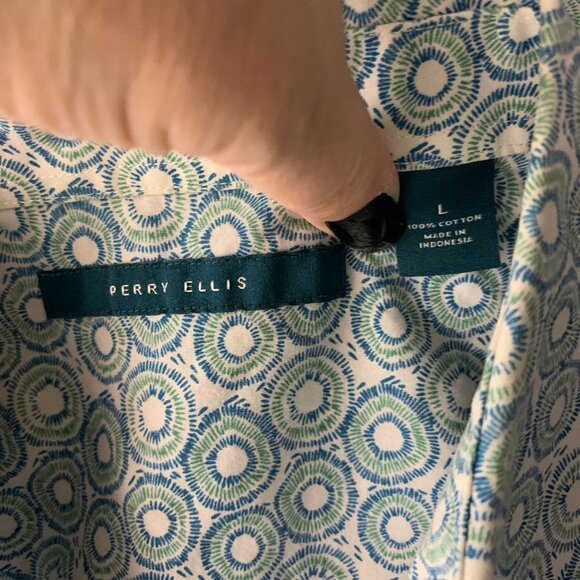 PERRY ELLIS
L
100% COTTON
MADE IN
INDONESIA